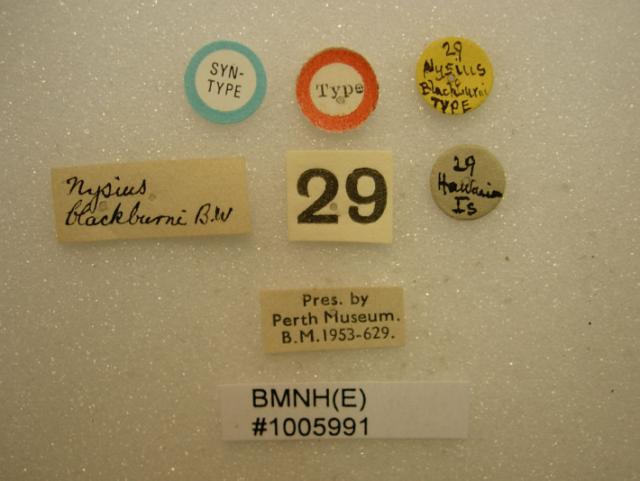 SYN-
TYPE
Type
29
Nysius
Blackburni
TYPE
Nysius
blackburni B.W
29
29
Hawaiian
Is
Pres. by
Perth Museum.
B.M.1953-629.
BMNH(E)
#1005991